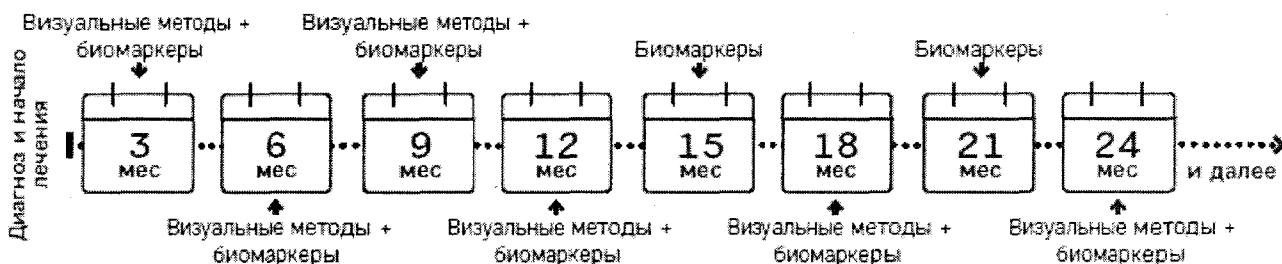 Визуальные методы +
биомаркеры
Визуальные методы +
биомаркеры
Биомаркеры
Биомаркеры
Диагноз и начало
лечения
3
мес
6
мес
9
мес
12
мес
15
мес
18
мес
21
мес
24
мес
и далее
Визуальные методы +
биомаркеры
Визуальные методы +
биомаркеры
Визуальные методы +
биомаркеры
Визуальные методы +
биомаркеры